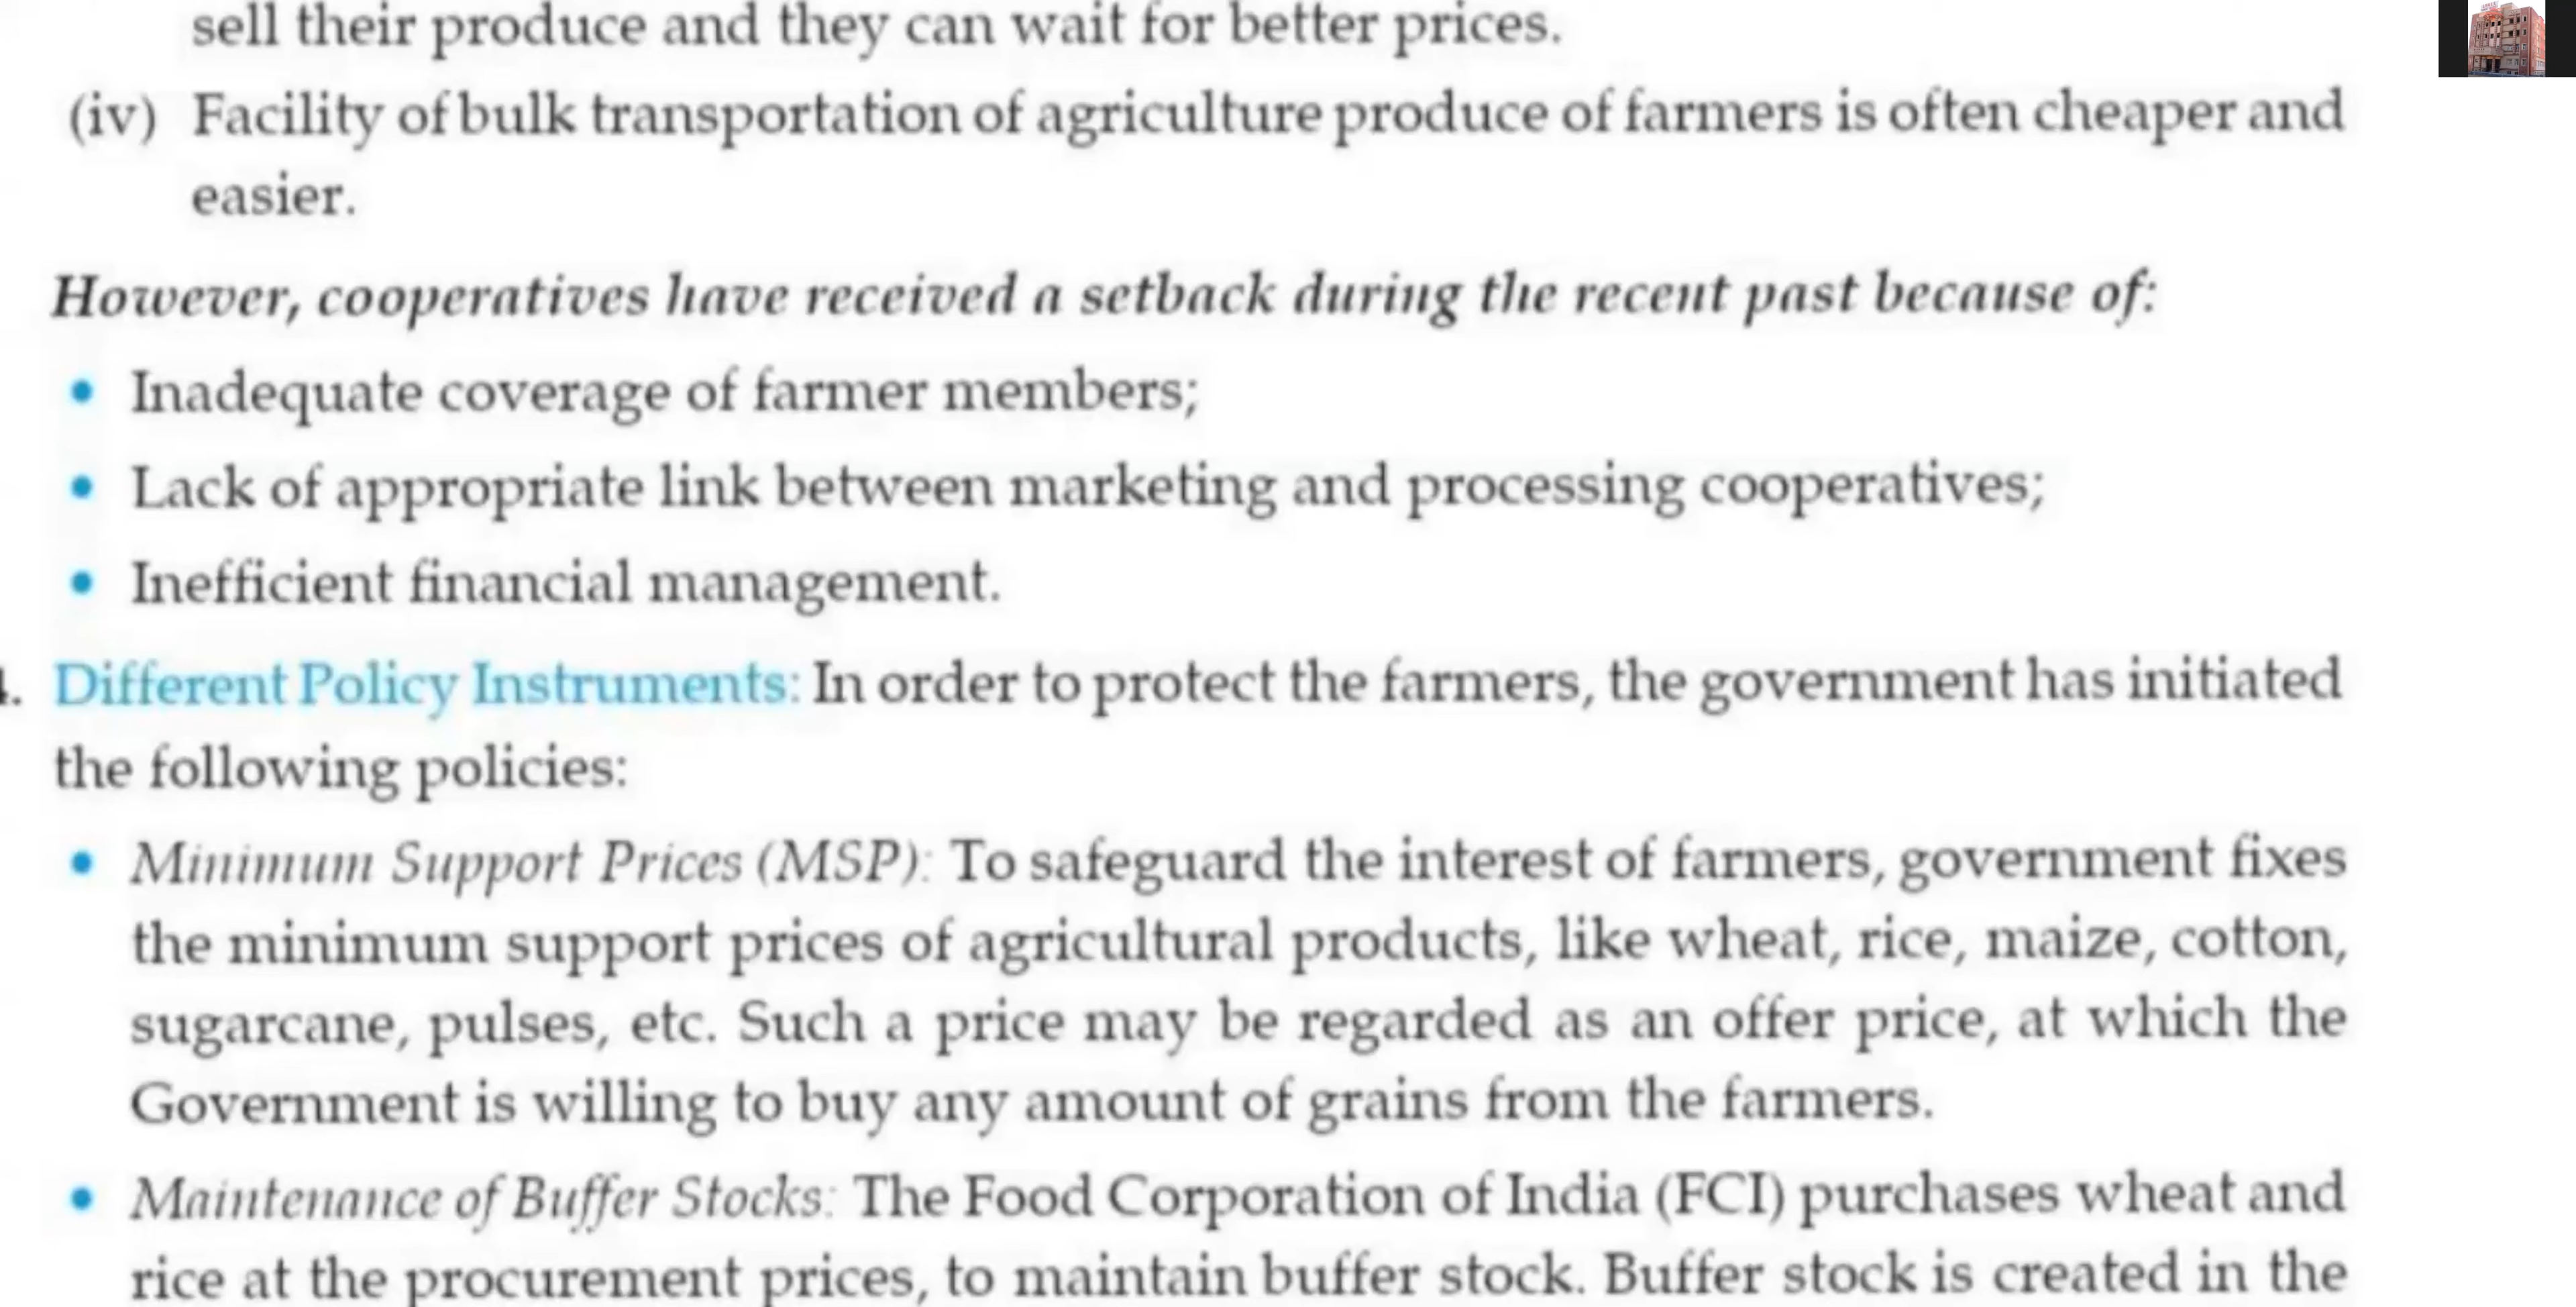 sell their produce and they can wait for better prices.
(iv) Facility of bulk transportation of agriculture produce of farmers is often cheaper and
easier.
However, cooperatives have received a setback during the recent past because of:
• Inadequate coverage of farmer members;
• Lack of appropriate link between marketing and processing cooperatives;
• Inefficient financial management.
Different Policy Instruments: In order to protect the farmers, the government has initiated
the following policies:
• Minimum Support Prices (MSP): To safeguard the interest of farmers, government fixes
the minimum support prices of agricultural products, like wheat, rice, maize, cotton,
sugarcane, pulses, etc. Such a price may be regarded as an offer price, at which the
Government is willing to buy any amount of grains from the farmers.
• Maintenance of Buffer Stocks: The Food Corporation of India (FCI) purchases wheat and
rice at the procurement prices, to maintain buffer stock. Buffer stock is created in the